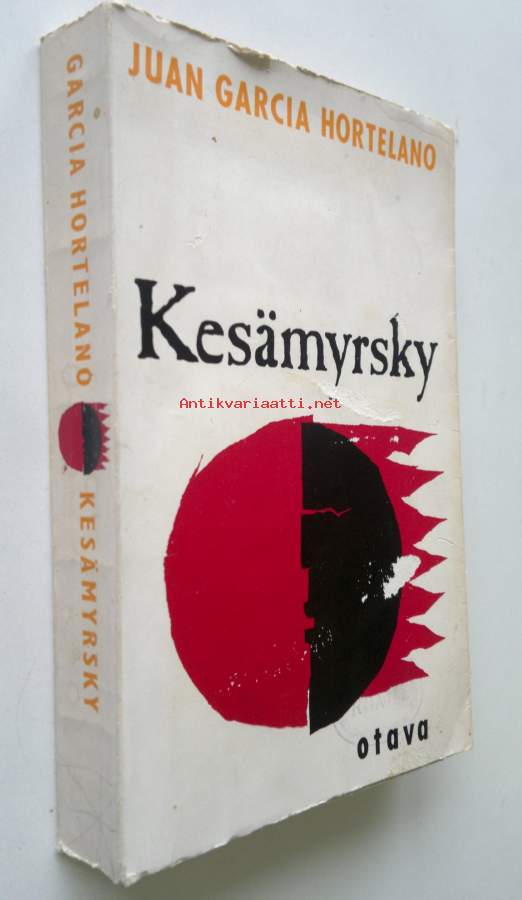 JUAN GARCIA HORTELANO
Kesämyrsky
Antikvariaatti.net
otava
GARCIA HORTELANO KESÄMYRSKY